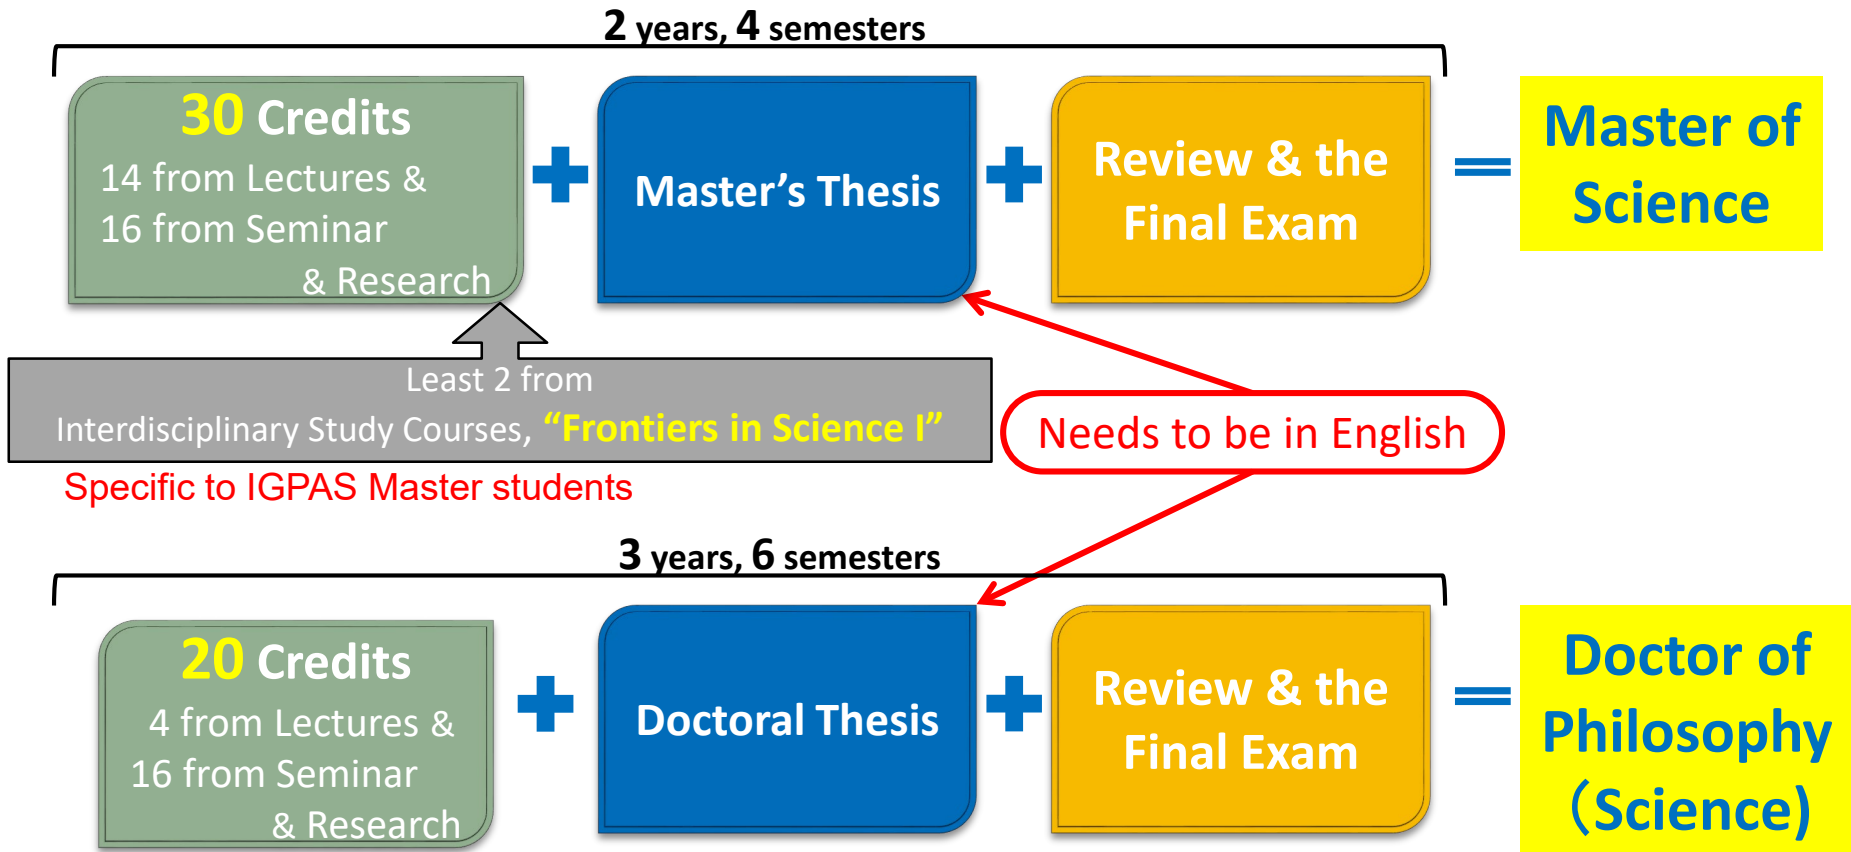 2 years, 4 semesters
30 Credits
14 from Lectures &
16 from Seminar
& Research
Master’s Thesis
Review & the
Final Exam
Master of
Science
Least 2 from
Interdisciplinary Study Courses, “Frontiers in Science I”
Specific to IGPAS Master students
Needs to be in English
3 years, 6 semesters
20 Credits
4 from Lectures &
16 from Seminar
& Research
Doctoral Thesis
Review & the
Final Exam
Doctor of
Philosophy
（Science)